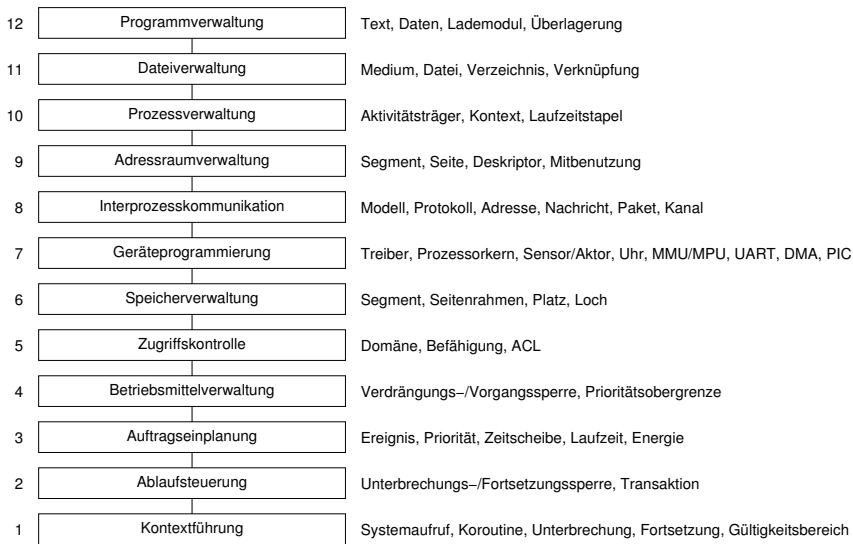 12 Programmverwaltung Text, Daten, Lademodul, Überlagerung
11 Dateiverwaltung Medium, Datei, Verzeichnis, Verknüpfung
10 Prozessverwaltung Aktivitätsträger, Kontext, Laufzeitstapel
9 Adressraumverwaltung Segment, Seite, Deskriptor, Mitbenutzung
8 Interprozesskommunikation Modell, Protokoll, Adresse, Nachricht, Paket, Kanal
7 Geräteprogrammierung Treiber, Prozessorkern, Sensor/Aktor, Uhr, MMU/MPU, UART, DMA, PIC
6 Speicherverwaltung Segment, Seitenrahmen, Platz, Loch
5 Zugriffskontrolle Domäne, Befähigung, ACL
4 Betriebsmittelverwaltung Verdrängungs−/Vorgangssperre, Prioritätsobergrenze
3 Auftragseinplanung Ereignis, Priorität, Zeitscheibe, Laufzeit, Energie
2 Ablaufsteuerung Unterbrechungs−/Fortsetzungssperre, Transaktion
1 Kontextführung Systemaufruf, Koroutine, Unterbrechung, Fortsetzung, Gültigkeitsbereich